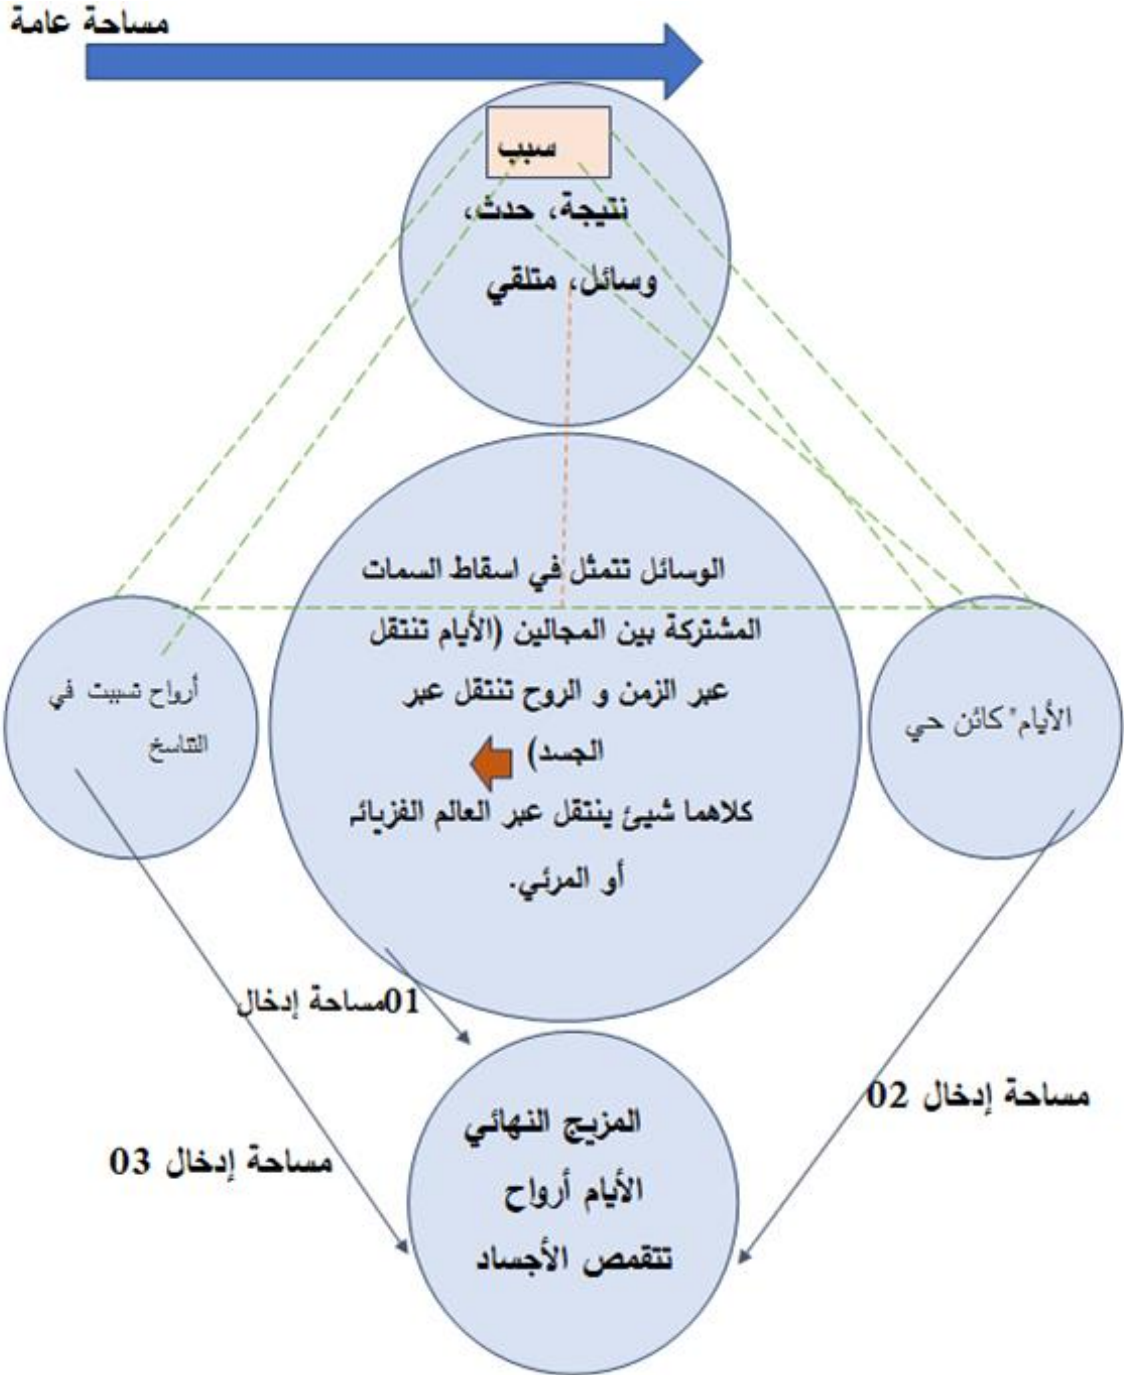 مساحة عامة
سبب
نتيجة، حدث،
وسائل، متلقي
الوسائل تتمثل في اسقاط السمات
المشتركة بين المجالين (الأيام تنتقل
عبر الزمن و الروح تنتقل عبر
الجسد)
كلاهما شيئ ينتقل عبر العالم الفزيائي
أو المرئي.
الأيام" كائن حي
أرواح تسببت في
التناسخ
01مساحة إدخال
مساحة إدخال 02
مساحة إدخال 03
المزيج النهائي
الأيام أرواح
تتقمص الأجساد